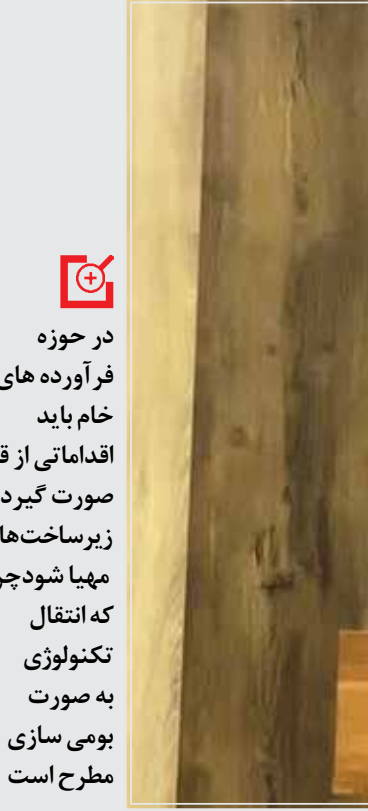 در حوزه
فرآورده های
خام باید
اقداماتی از
صورت گیرد
زیرساخت‌ها
مهیا شود
که انتقال
تکنولوژی
به صورت
بومی سازی
مطرح است